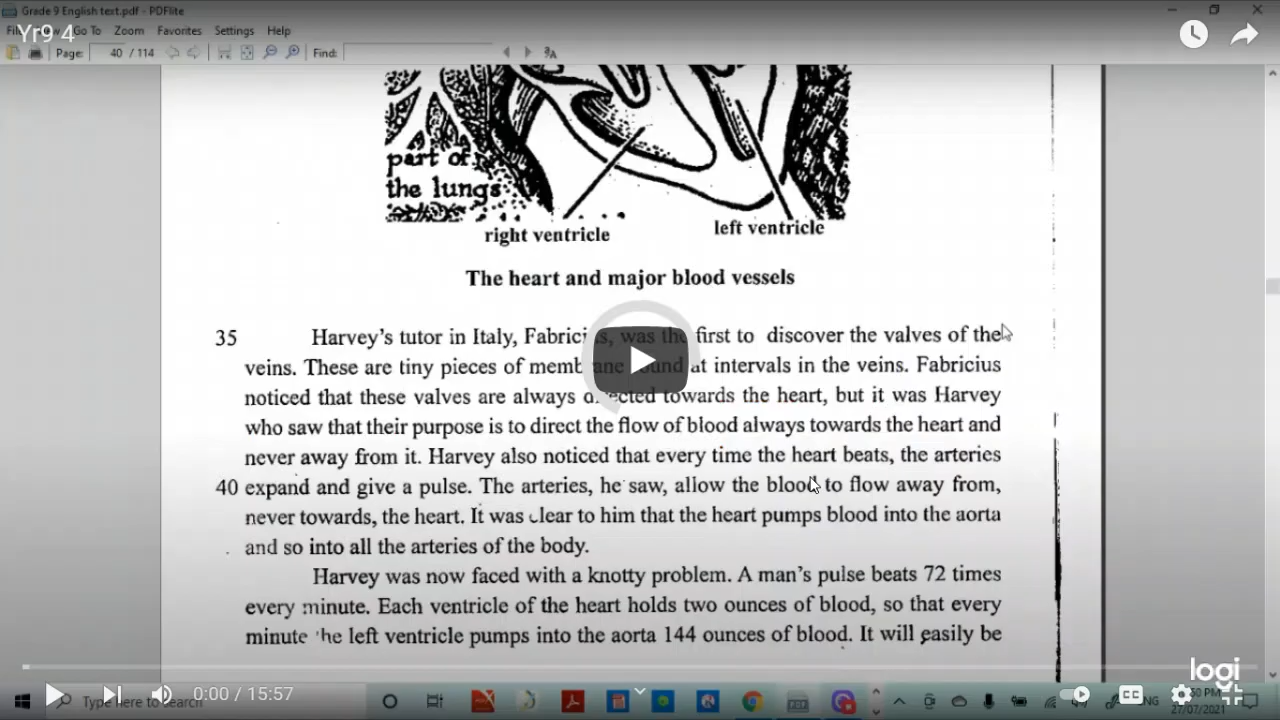 Grade 9 English text.pdf - PDFlite
Yr9 4
Go To Zoom Favorites Settings Help
Page: 40 / 114 Find:
part of
the lungs
right ventricle
left ventricle
The heart and major blood vessels
35 Harvey's tutor in Italy, was the first to discover the valves of the
veins. These are tiny pieces of at intervals in the veins. Fabricius
noticed that these valves are always towards the heart, but it was Harvey
who saw that their purpose is to direct the flow of blood always towards the heart and
never away from it. Harvey also noticed that every time the heart beats, the arteries
40 expand and give a pulse. The arteries, he saw, allow the blood to flow away from,
never towards, the heart. It was clear to him that the heart pumps blood into the aorta
and so into all the arteries of the body.
Harvey was now faced with a knotty problem. A man's pulse beats 72 times
every minute. Each ventricle of the heart holds two ounces of blood, so that every
minute the left ventricle pumps into the aorta 144 ounces of blood. It will easily be
logi
0:00 / 15:57
CC
Type here to search
ENG
27/07/2021